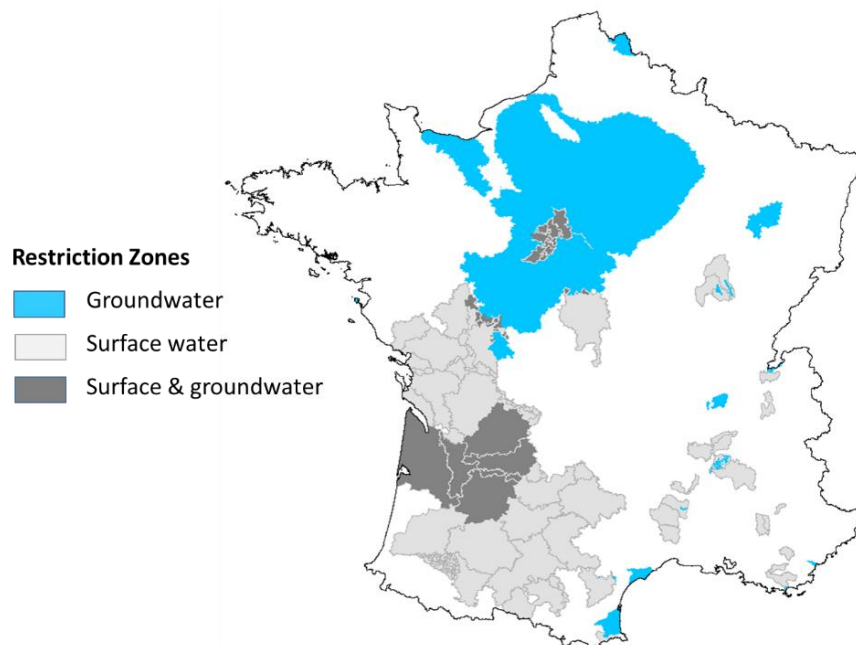 Restriction Zones
Groundwater
Surface water
Surface & groundwater